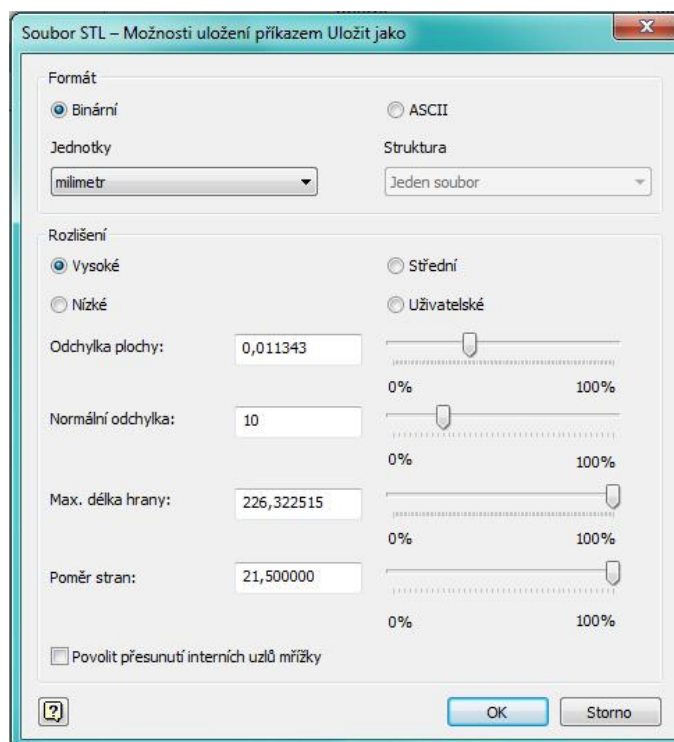 Soubor STL – Možnosti uložení příkazem Uložit jako
Formát
Binární
ASCII
Jednotky
Struktura
milimetr
Jeden soubor
Rozlišení
Vysoké
Střední
Nízké
Uživatelské
Odchylka plochy:
0,011343
0%
100%
Normální odchylka:
10
0%
100%
Max. délka hrany:
226,322515
0%
100%
Poměr stran:
21,500000
0%
100%
Povolit přesunutí interních uzlů mřížky
?
OK
Storno